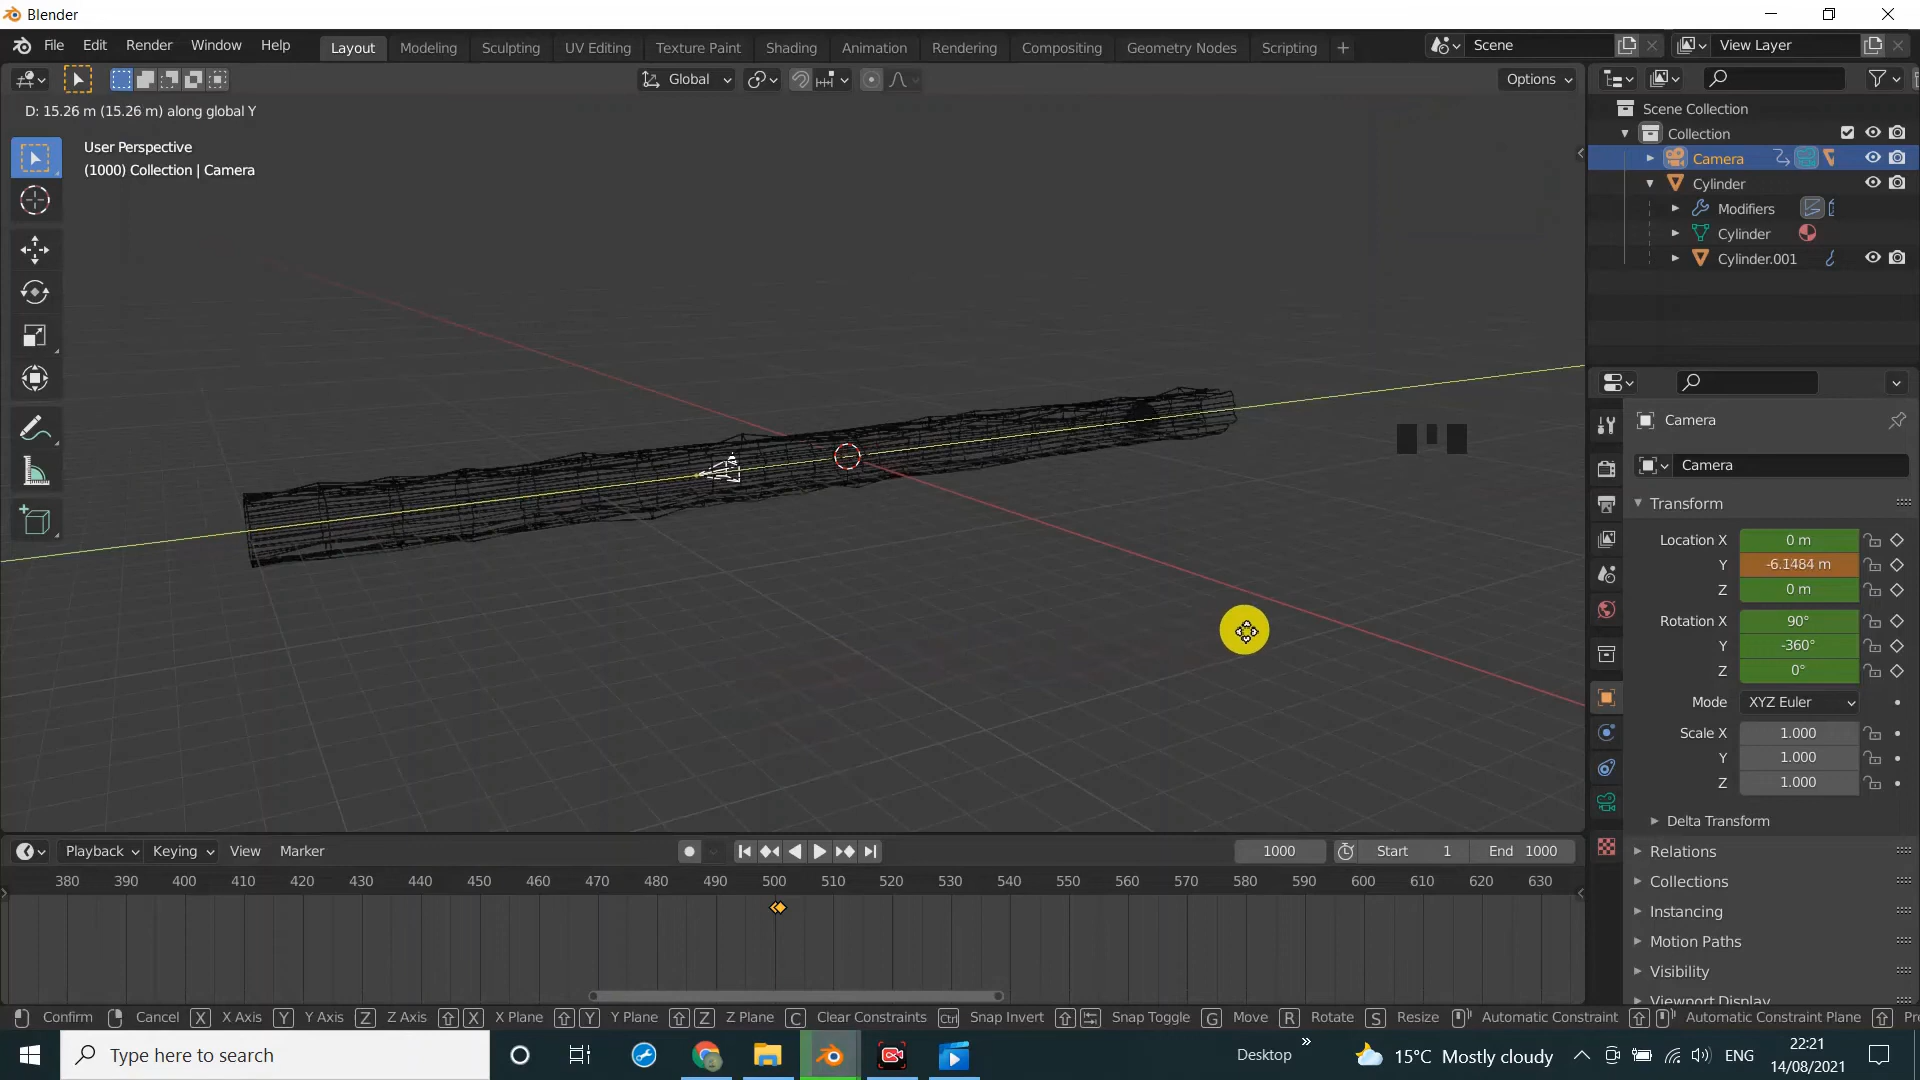 Blender
File Edit Render Window Help Layout Modeling Sculpting UV Editing Texture Paint Shading Animation Rendering Compositing Geometry Nodes Scripting Scene View Layer
Global Options
D: 15.26 m (15.26 m) along global Y
User Perspective
(1000) Collection | Camera
Scene Collection
Collection
Camera
Cylinder
Modifiers
Cylinder
Cylinder.001
Camera
Camera
Transform
Location X 0 m
Y -6.1484 m
Z 0 m
Rotation X 90°
Y -360°
Z 0°
Mode XYZ Euler
Scale X 1.000
Y 1.000
Z 1.000
Delta Transform
Relations
Collections
Instancing
Motion Paths
Visibility
Viewport Display
Playback Keying View Marker 1000 Start 1 End 1000
380 390 400 410 420 430 440 450 460 470 480 490 500 510 520 530 540 550 560 570 580 590 600 610 620 630
Confirm Cancel X X Axis Y Y Axis Z Z Axis X X Plane Y Y Plane Z Z Plane C Clear Constraints Ctrl Snap Invert Snap Toggle G Move R Rotate S Resize Automatic Constraint Automatic Constraint Plane
Type here to search Desktop 15°C Mostly cloudy ENG 22:21
14/08/2021